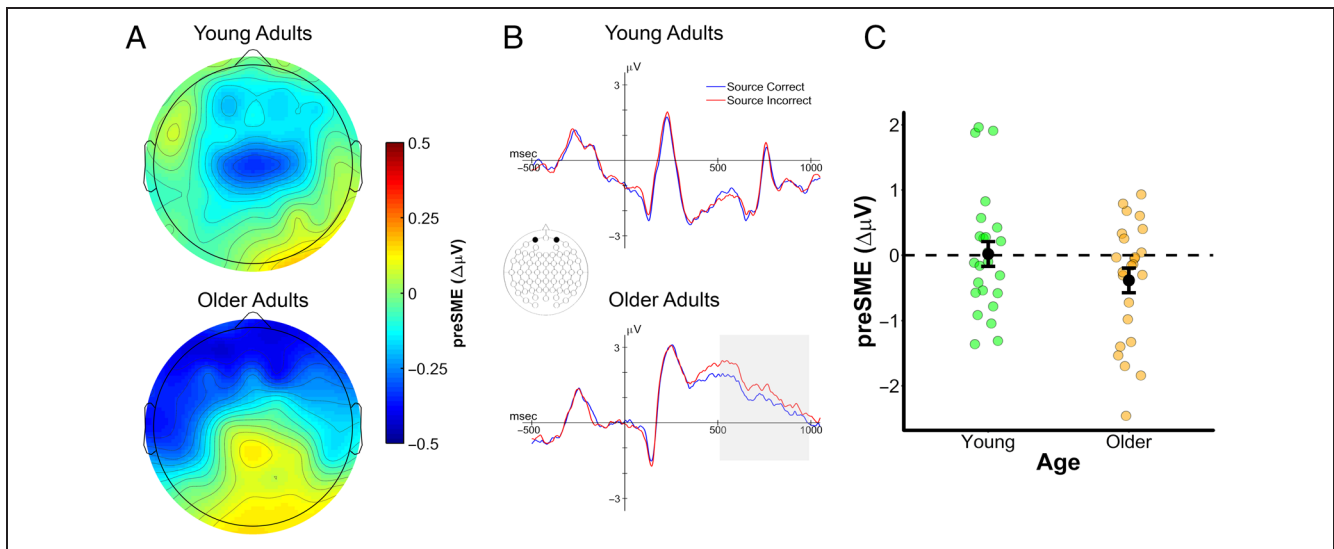 A
Young Adults
Older Adults
0.5
0.25
0
−0.25
−0.5
preSME (ΔμV)
B
Young Adults
μV
3
Source Correct
Source Incorrect
msec
−500
500
1000
−3
Older Adults
μV
3
msec
−500
500
1000
−3
C
preSME (ΔμV)
2
1
0
−1
−2
Young
Older
Age